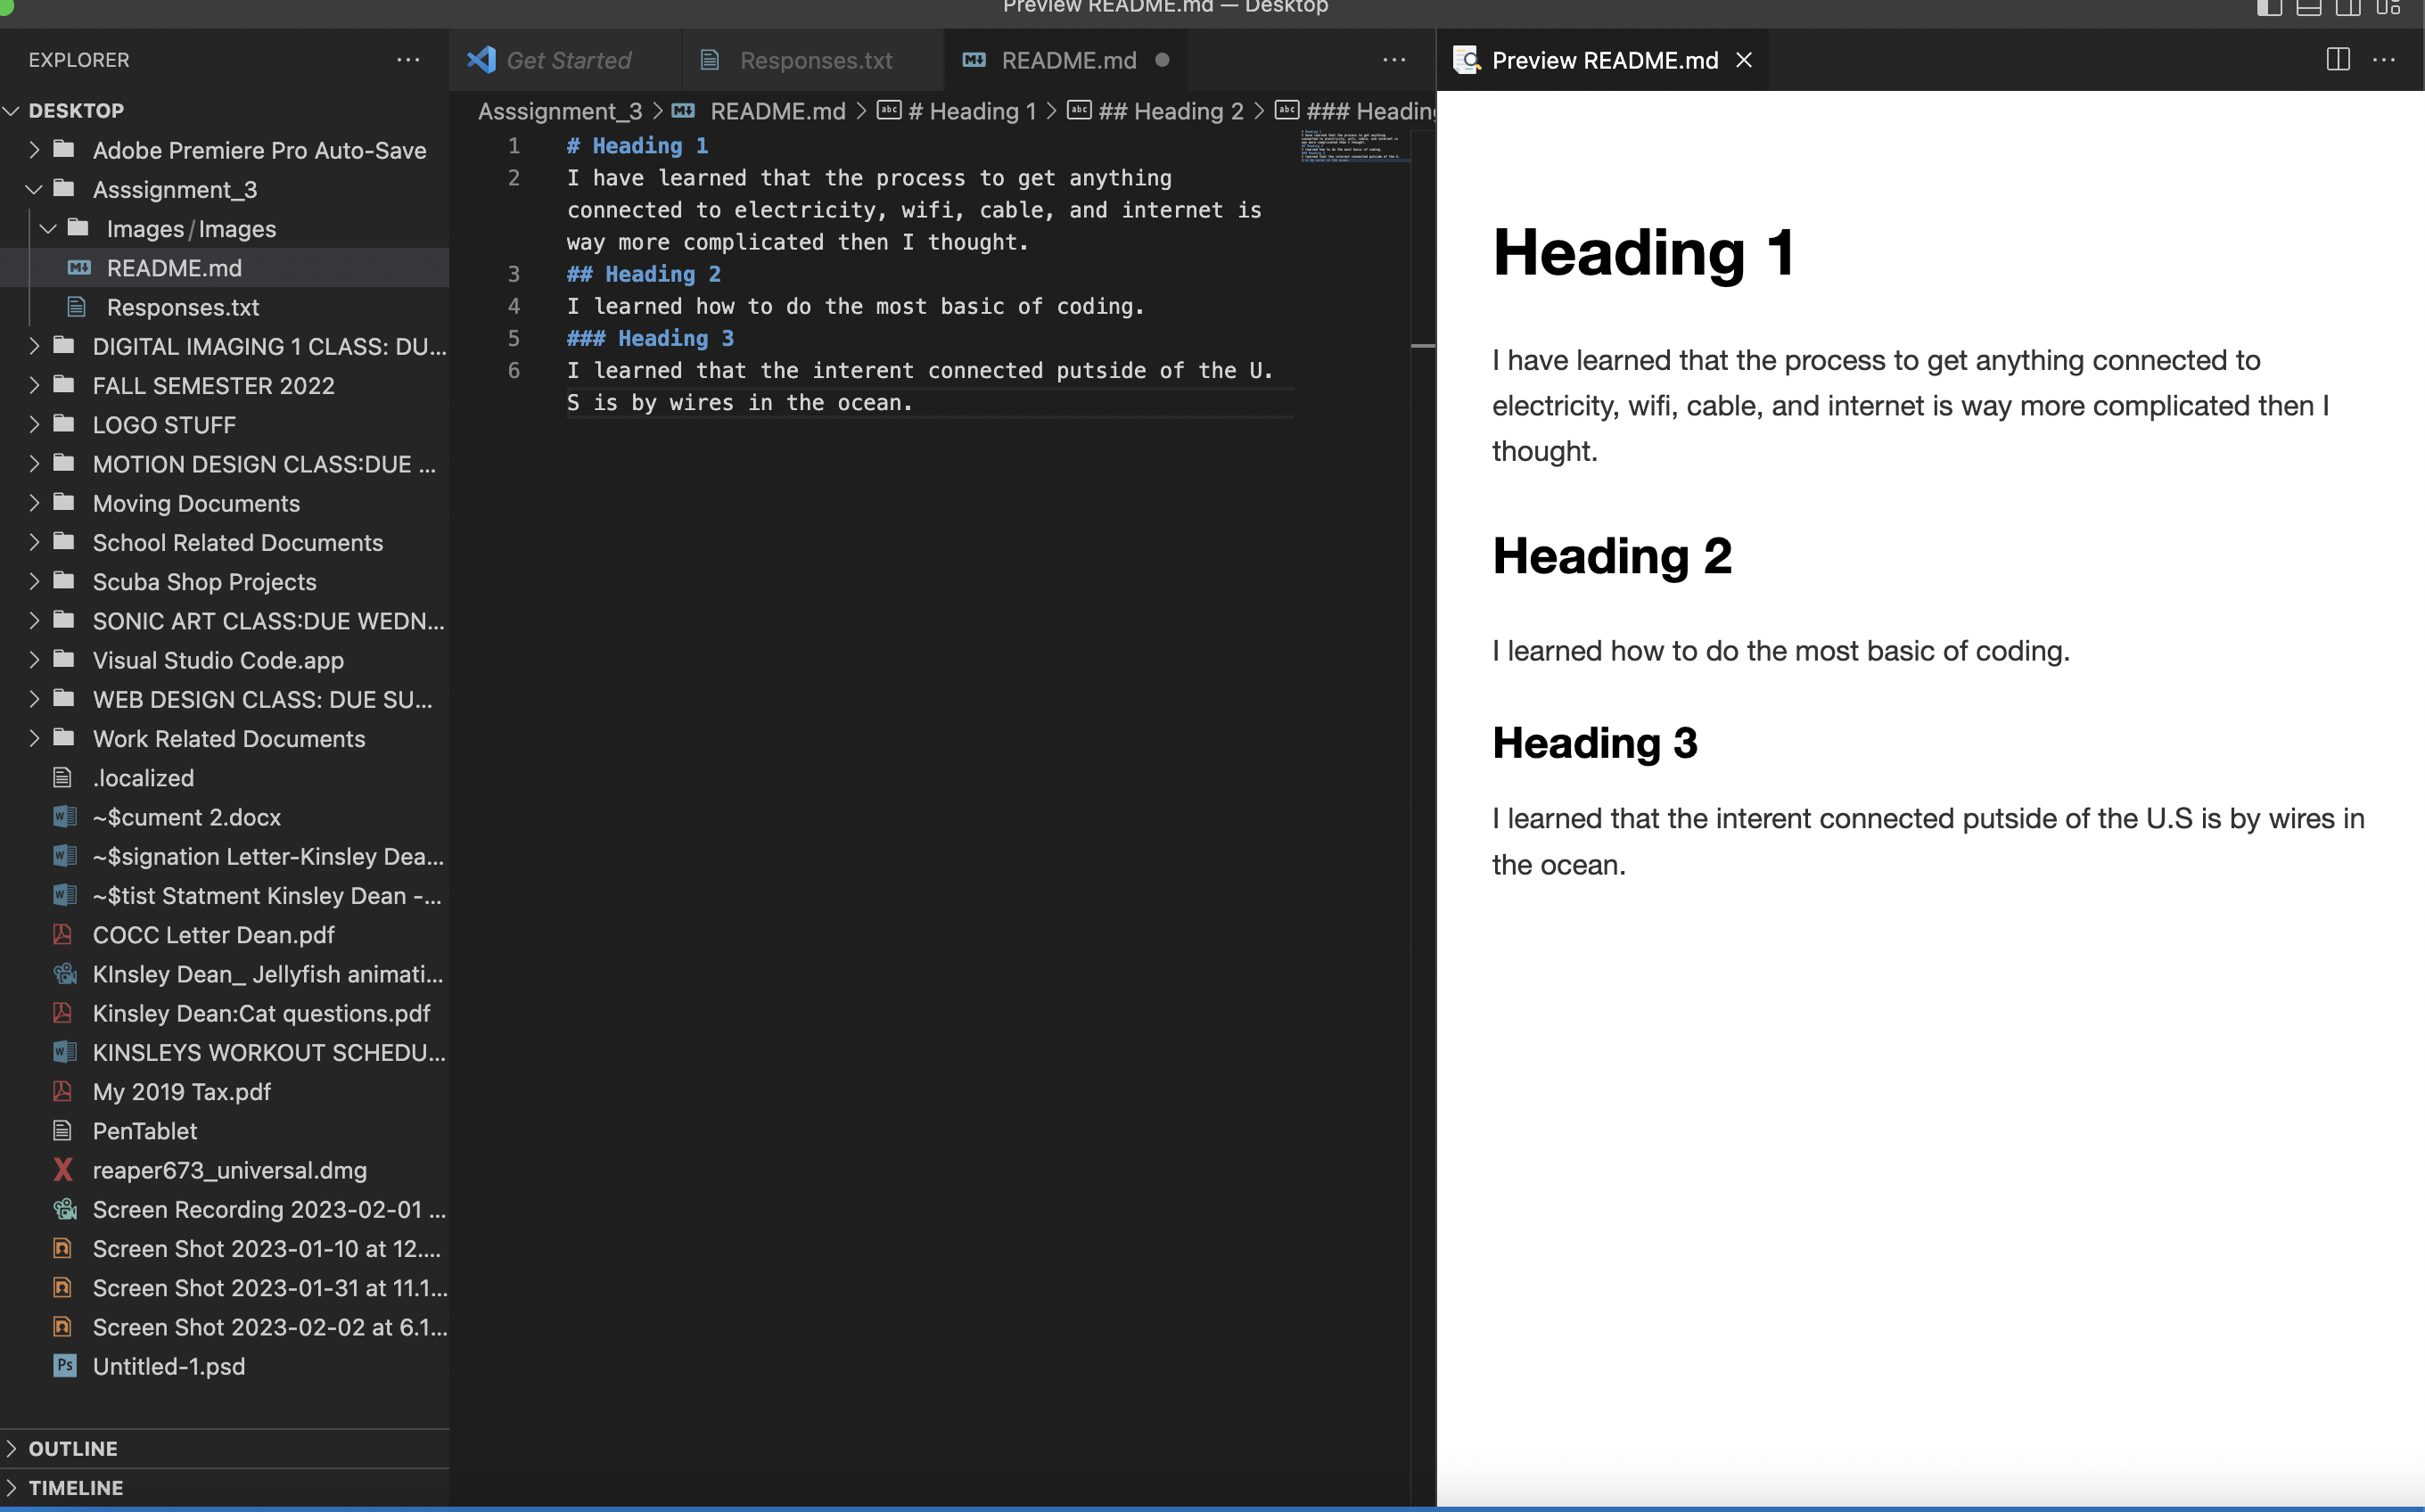 Preview README.md — Desktop
EXPLORER
DESKTOP
Adobe Premiere Pro Auto-Save
Asssignment_3
Images/Images
README.md
Responses.txt
DIGITAL IMAGING 1 CLASS: DU...
FALL SEMESTER 2022
LOGO STUFF
MOTION DESIGN CLASS:DUE ...
Moving Documents
School Related Documents
Scuba Shop Projects
SONIC ART CLASS:DUE WEDN...
Visual Studio Code.app
WEB DESIGN CLASS: DUE SU...
Work Related Documents
.localized
~$cument 2.docx
~$signation Letter-Kinsley Dea...
~$tist Statment Kinsley Dean -...
COCC Letter Dean.pdf
KInsley Dean_ Jellyfish animati...
Kinsley Dean:Cat questions.pdf
KINSLEYS WORKOUT SCHEDU...
My 2019 Tax.pdf
PenTablet
reaper673_universal.dmg
Screen Recording 2023-02-01 ...
Screen Shot 2023-01-10 at 12....
Screen Shot 2023-01-31 at 11.1...
Screen Shot 2023-02-02 at 6.1...
Untitled-1.psd
OUTLINE
TIMELINE
Get Started
Responses.txt
README.md
Asssignment_3 > README.md > # Heading 1 > ## Heading 2 > ### Heading
1 # Heading 1
2 I have learned that the process to get anything
connected to electricity, wifi, cable, and internet is
way more complicated then I thought.
3 ## Heading 2
4 I learned how to do the most basic of coding.
5 ### Heading 3
6 I learned that the interent connected putside of the U.
S is by wires in the ocean.
Preview README.md
Heading 1
I have learned that the process to get anything connected to
electricity, wifi, cable, and internet is way more complicated then I
thought.
Heading 2
I learned how to do the most basic of coding.
Heading 3
I learned that the interent connected putside of the U.S is by wires in
the ocean.